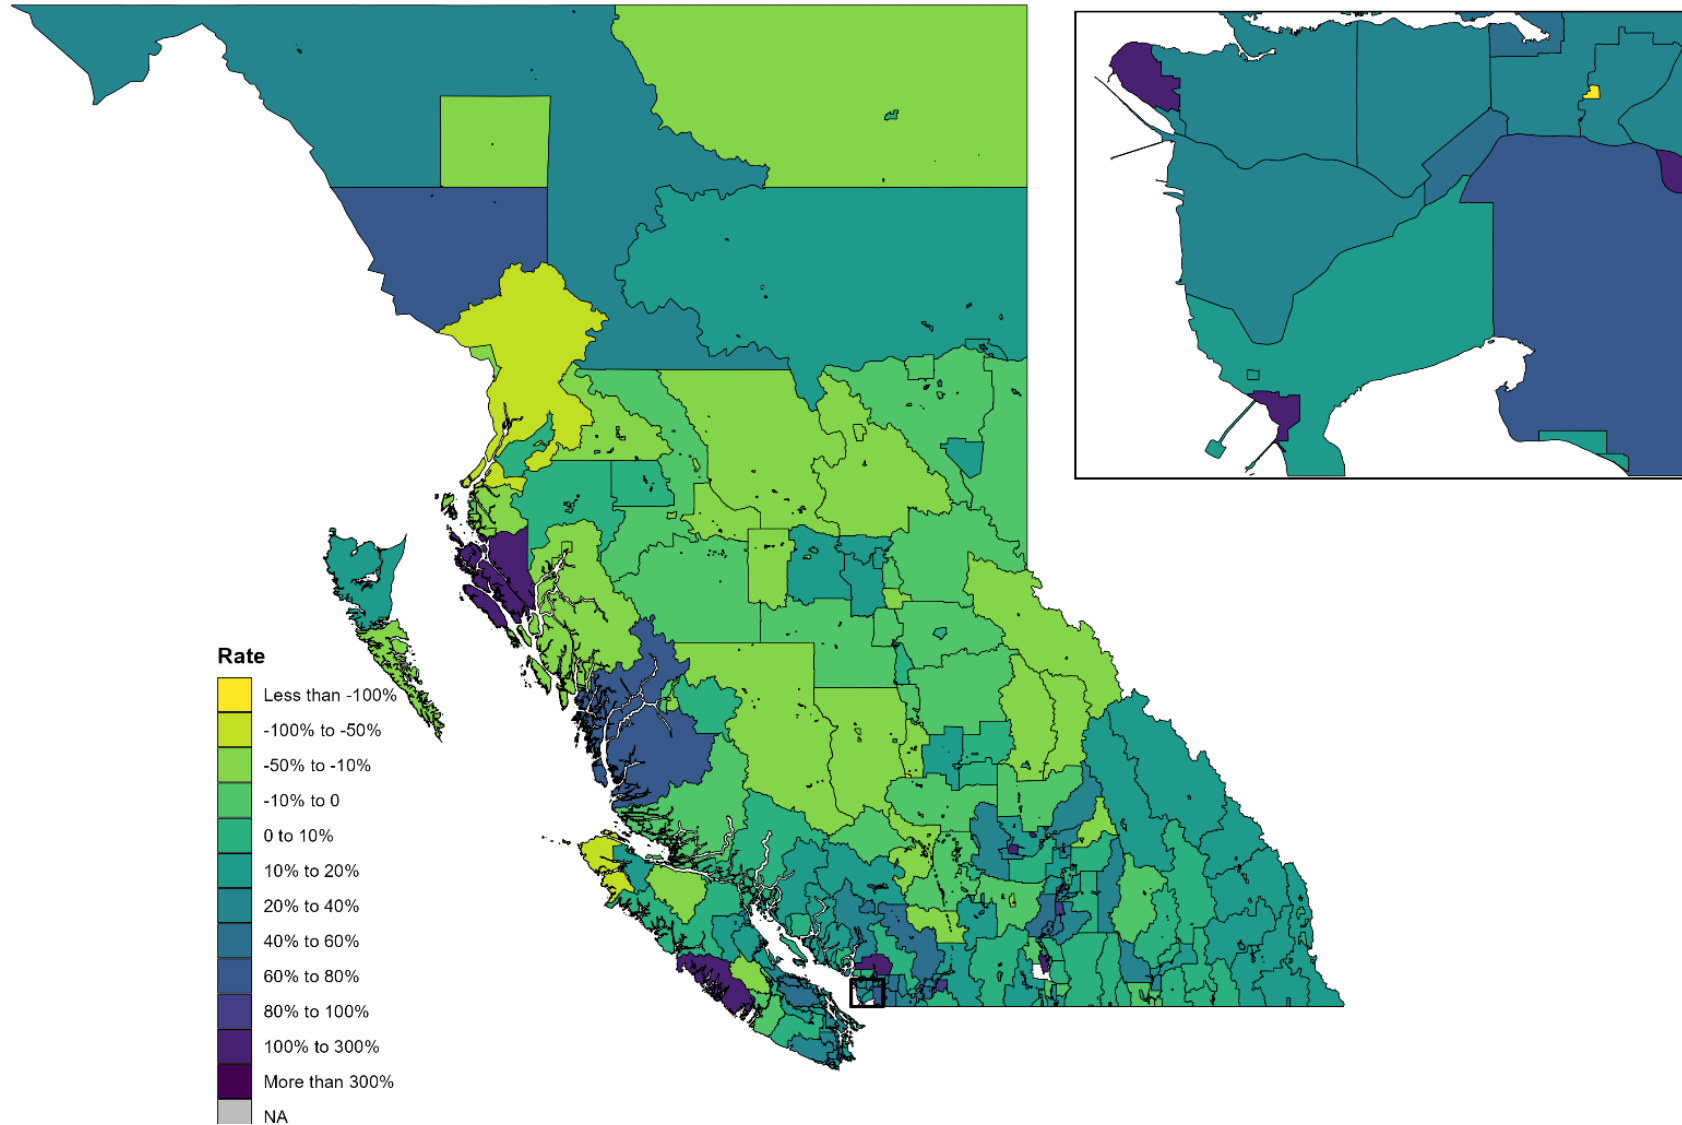 Rate
Less than -100%
-100% to -50%
-50% to -10%
-10% to 0
0 to 10%
10% to 20%
20% to 40%
40% to 60%
60% to 80%
80% to 100%
100% to 300%
More than 300%
NA